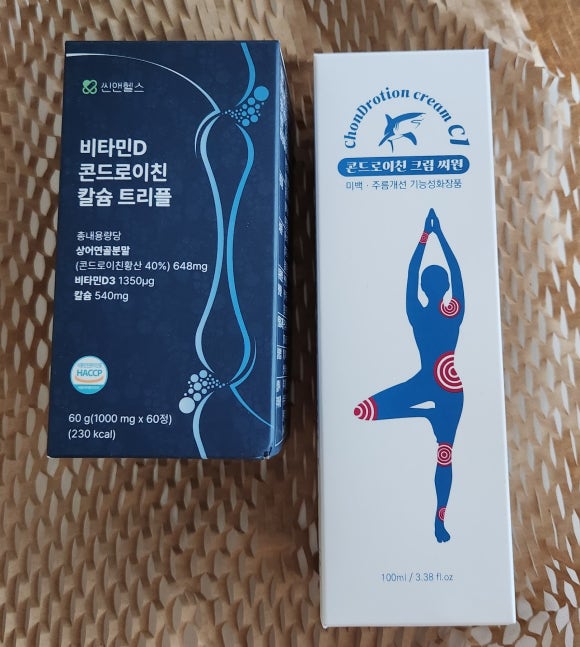 씬앤헬스
비타민D
콘드로이친
칼슘 트리플
총내용량당
상어연골분말
(콘드로이친황산 40%) 648mg
비타민D3 1350µg
칼슘 540mg
HACCP
60 g(1000 mg x 60정)
(230 kcal)
ChonDrotion cream C1
콘드로이친 크림 씨원
미백 · 주름개선 기능성화장품
100ml / 3.38 fl.oz